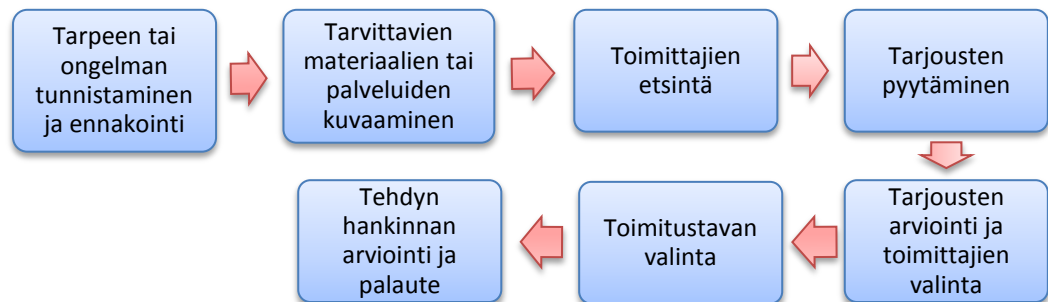 Tarpeen tai
ongelman
tunnistaminen
ja ennakointi
Tarvittavien
materiaalien tai
palveluiden
kuvaaminen
Toimittajien
etsintä
Tarjousten
pyytäminen
Tarjousten
arviointi ja
toimittajien
valinta
Toimitustavan
valinta
Tehdyn
hankinnan
arviointi ja
palaute